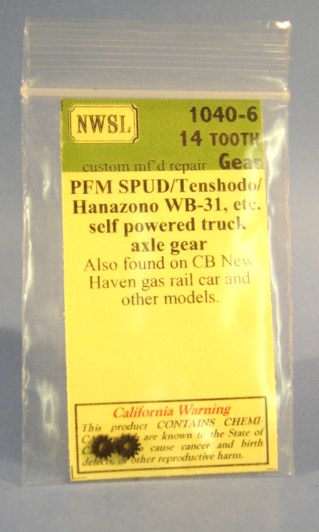 NWSL
1040-6
14 TOOTH
custom mf'd repair Gear
PFM SPUD/Tenshodo/
Hanazono WB-31, etc.
self powered truck
axle gear
Also found on CB New
Haven gas rail car and
other models.
California Warning
This product CONTAINS CHEMI-
are known to the State of
cause cancer and birth
defects, or other reproductive harm.